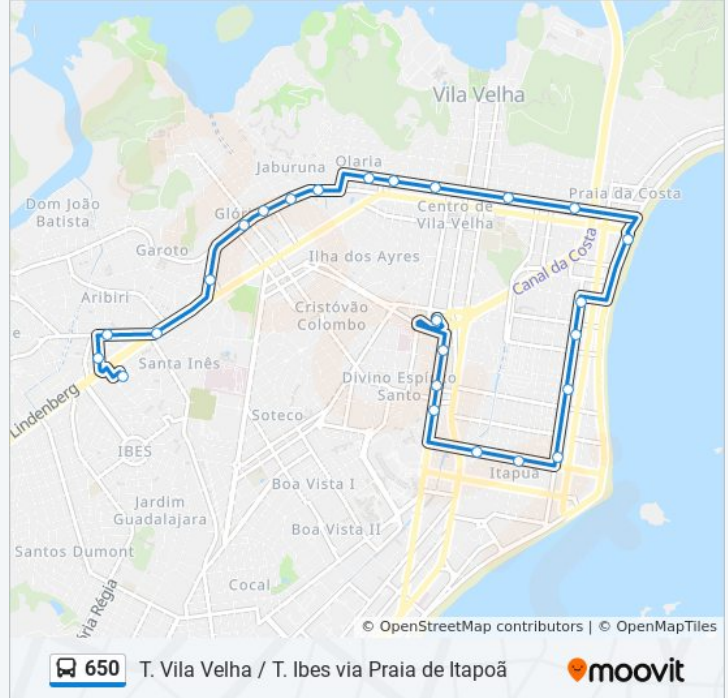 Vila Velha
Jaburuna
Olaria
Praia da Costa
Dom João
Batista
Glóri
Centro de
Vila Velha
Garoto
Ilha dos Ayres
Canal da Costa
Aribiri
Cristóvão
Colombo
e
Santa Inês
Divino Espírito
Santo
Lindenberg
Soteco
IBES
Itapuã
Boa Vista I
Jardim
Guadalajara
Boa Vista II
Santos Dumont
Cocal
ória Régia
© OpenStreetMap contributors | © OpenMapTiles
650 T. Vila Velha / T. Ibes via Praia de Itapoã
moovit